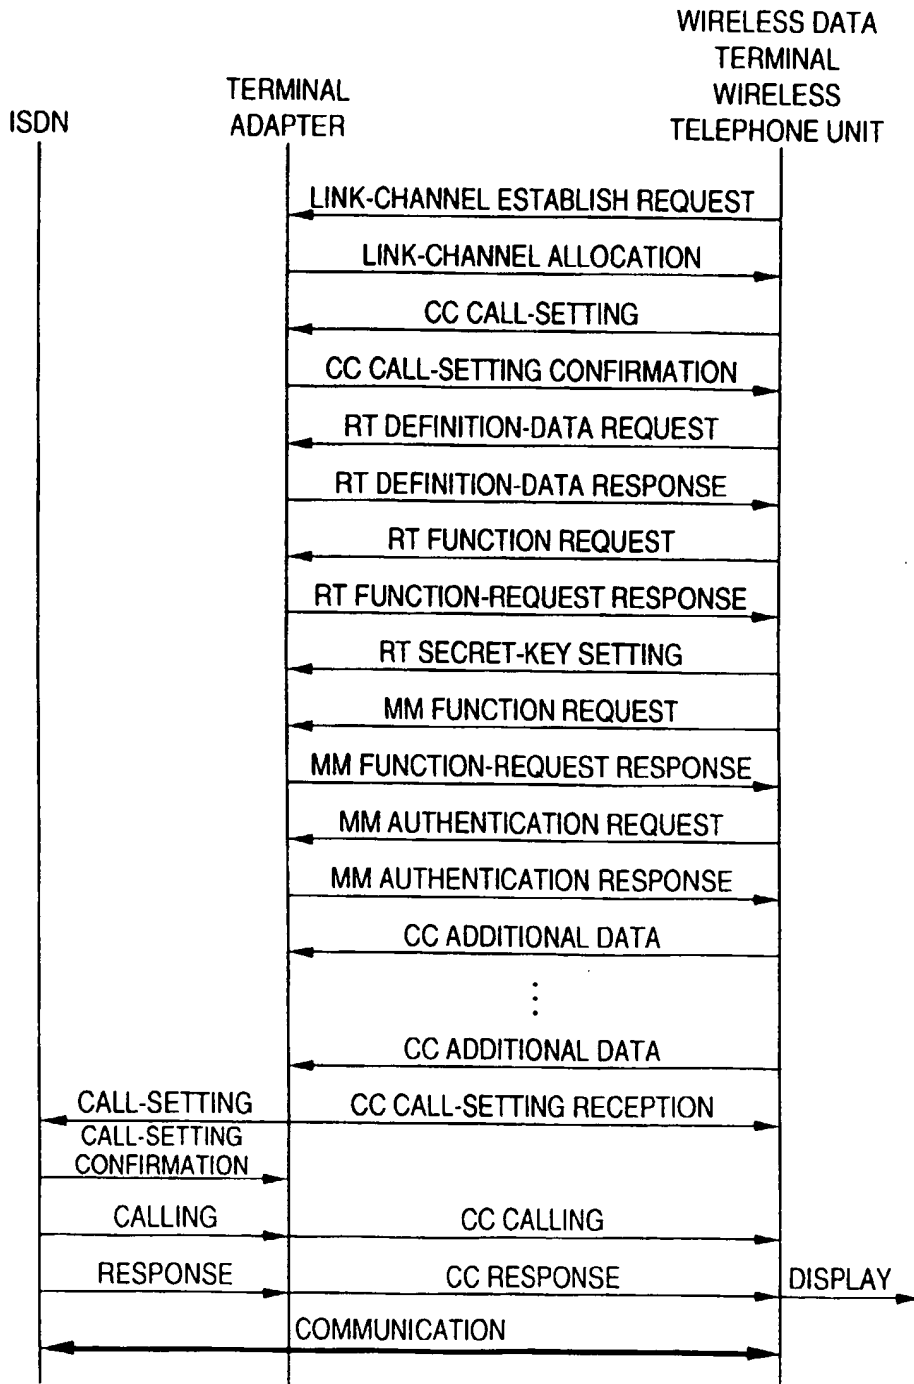 WIRELESS DATA
TERMINAL
WIRELESS
TELEPHONE UNIT
TERMINAL
ADAPTER
ISDN
LINK-CHANNEL ESTABLISH REQUEST
LINK-CHANNEL ALLOCATION
CC CALL-SETTING
CC CALL-SETTING CONFIRMATION
RT DEFINITION-DATA REQUEST
RT DEFINITION-DATA RESPONSE
RT FUNCTION REQUEST
RT FUNCTION-REQUEST RESPONSE
RT SECRET-KEY SETTING
MM FUNCTION REQUEST
MM FUNCTION-REQUEST RESPONSE
MM AUTHENTICATION REQUEST
MM AUTHENTICATION RESPONSE
CC ADDITIONAL DATA
CC ADDITIONAL DATA
CALL-SETTING
CC CALL-SETTING RECEPTION
CALL-SETTING
CONFIRMATION
CALLING
CC CALLING
RESPONSE
CC RESPONSE
DISPLAY
COMMUNICATION